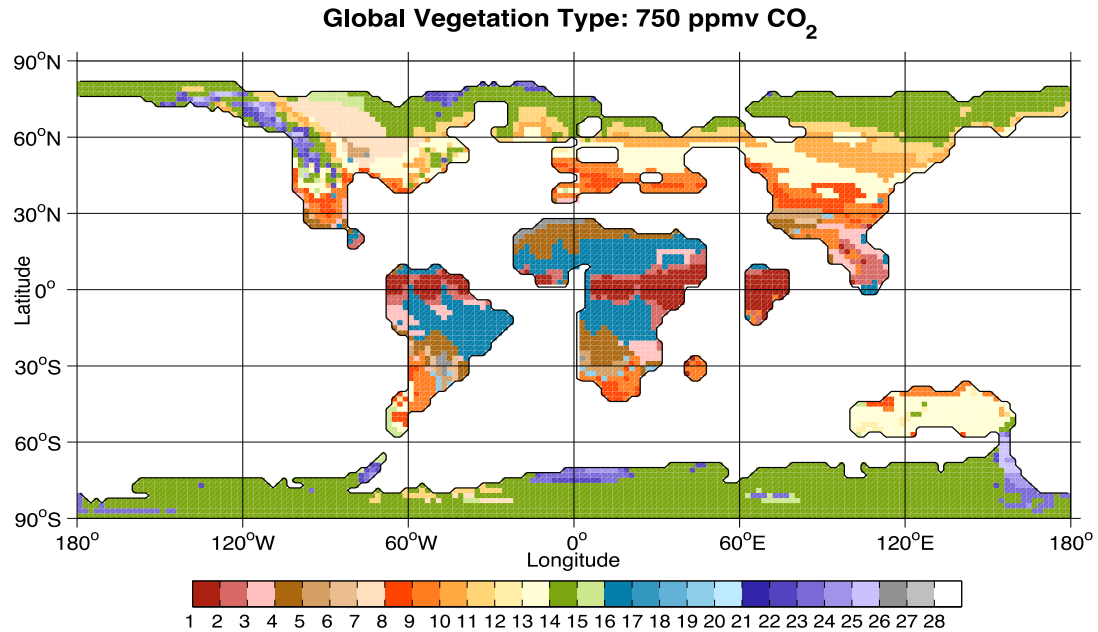 Global Vegetation Type: 750 ppmv CO2
90°N
60°N
30°N
0°
30°S
60°S
90°S
Latitude
180° 120°W 60°W 0° 60°E 120°E 180°
Longitude
1 2 3 4 5 6 7 8 9 10 11 12 13 14 15 16 17 18 19 20 21 22 23 24 25 26 27 28